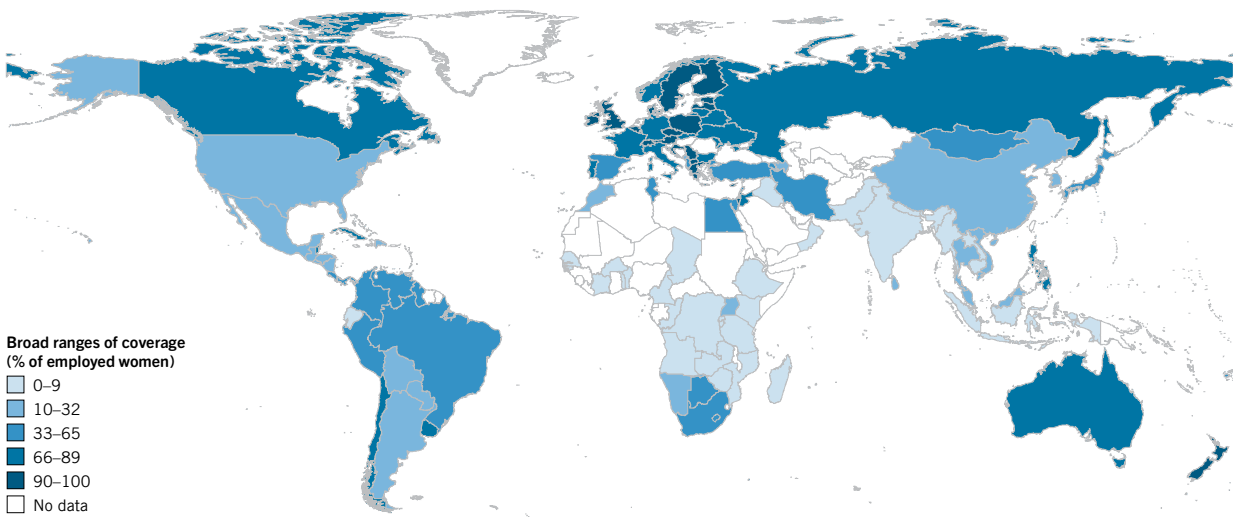 Broad ranges of coverage
(% of employed women)
0–9
10–32
33–65
66–89
90–100
No data